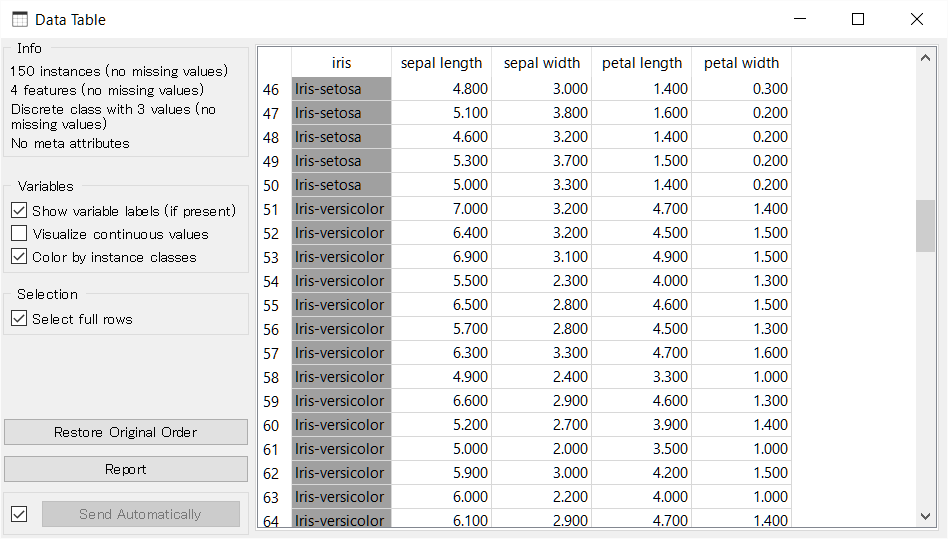 Data Table
Info
150 instances (no missing values)
4 features (no missing values)
Discrete class with 3 values (no
missing values)
No meta attributes
Variables
Show variable labels (if present)
Visualize continuous values
Color by instance classes
Selection
Select full rows
Restore Original Order
Report
Send Automatically
iris sepal length sepal width petal length petal width
46 Iris-setosa 4.800 3.000 1.400 0.300
47 Iris-setosa 5.100 3.800 1.600 0.200
48 Iris-setosa 4.600 3.200 1.400 0.200
49 Iris-setosa 5.300 3.700 1.500 0.200
50 Iris-setosa 5.000 3.300 1.400 0.200
51 Iris-versicolor 7.000 3.200 4.700 1.400
52 Iris-versicolor 6.400 3.200 4.500 1.500
53 Iris-versicolor 6.900 3.100 4.900 1.500
54 Iris-versicolor 5.500 2.300 4.000 1.300
55 Iris-versicolor 6.500 2.800 4.600 1.500
56 Iris-versicolor 5.700 2.800 4.500 1.300
57 Iris-versicolor 6.300 3.300 4.700 1.600
58 Iris-versicolor 4.900 2.400 3.300 1.000
59 Iris-versicolor 6.600 2.900 4.600 1.300
60 Iris-versicolor 5.200 2.700 3.900 1.400
61 Iris-versicolor 5.000 2.000 3.500 1.000
62 Iris-versicolor 5.900 3.000 4.200 1.500
63 Iris-versicolor 6.000 2.200 4.000 1.000
64 Iris-versicolor 6.100 2.900 4.700 1.400